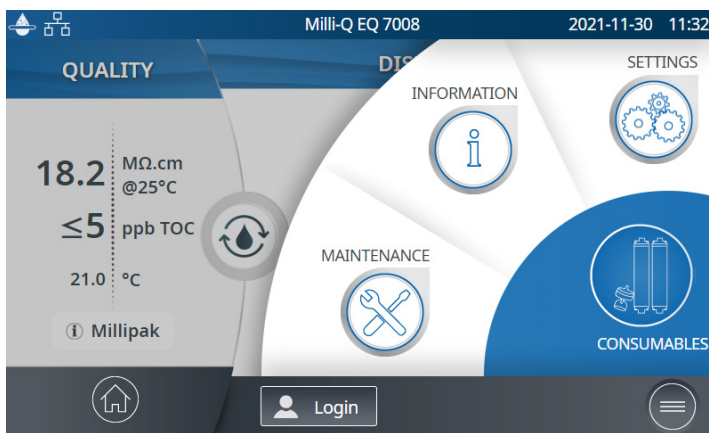 Milli-Q EQ 7008
2021-11-30 11:32
QUALITY
DIS
INFORMATION
SETTINGS
18.2 MΩ.cm
@25°C
≤5 ppb TOC
21.0 °C
i Millipak
MAINTENANCE
CONSUMABLES
Login